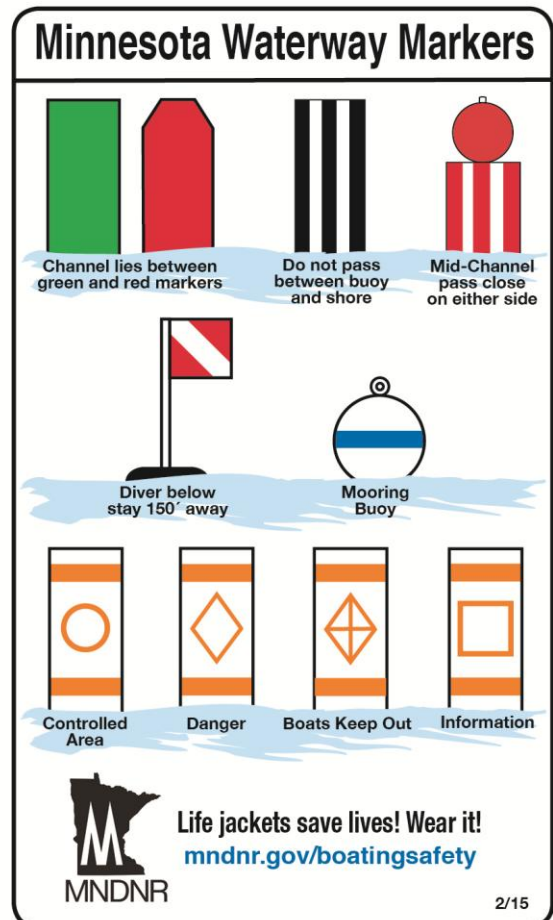 Minnesota Waterway Markers
Channel lies between
green and red markers
Do not pass
between buoy
and shore
Mid-Channel
pass close
on either side
Diver below
stay 150´ away
Mooring
Buoy
Controlled
Area
Danger
Boats Keep Out
Information
M
MNDNR
Life jackets save lives! Wear it!
mndnr.gov/boatingsafety
2/15